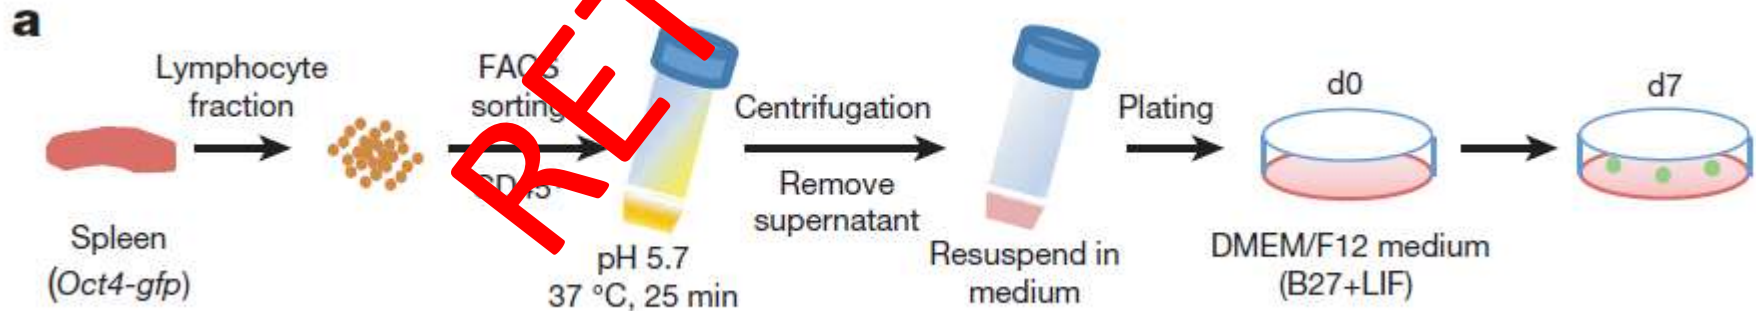 a
Lymphocyte
fraction
FACS
sorting
CD45
Centrifugation
Remove
supernatant
Plating
d0
d7
Spleen
(Oct4-gfp)
pH 5.7
37 °C, 25 min
Resuspend in
medium
DMEM/F12 medium
(B27+LIF)
RET